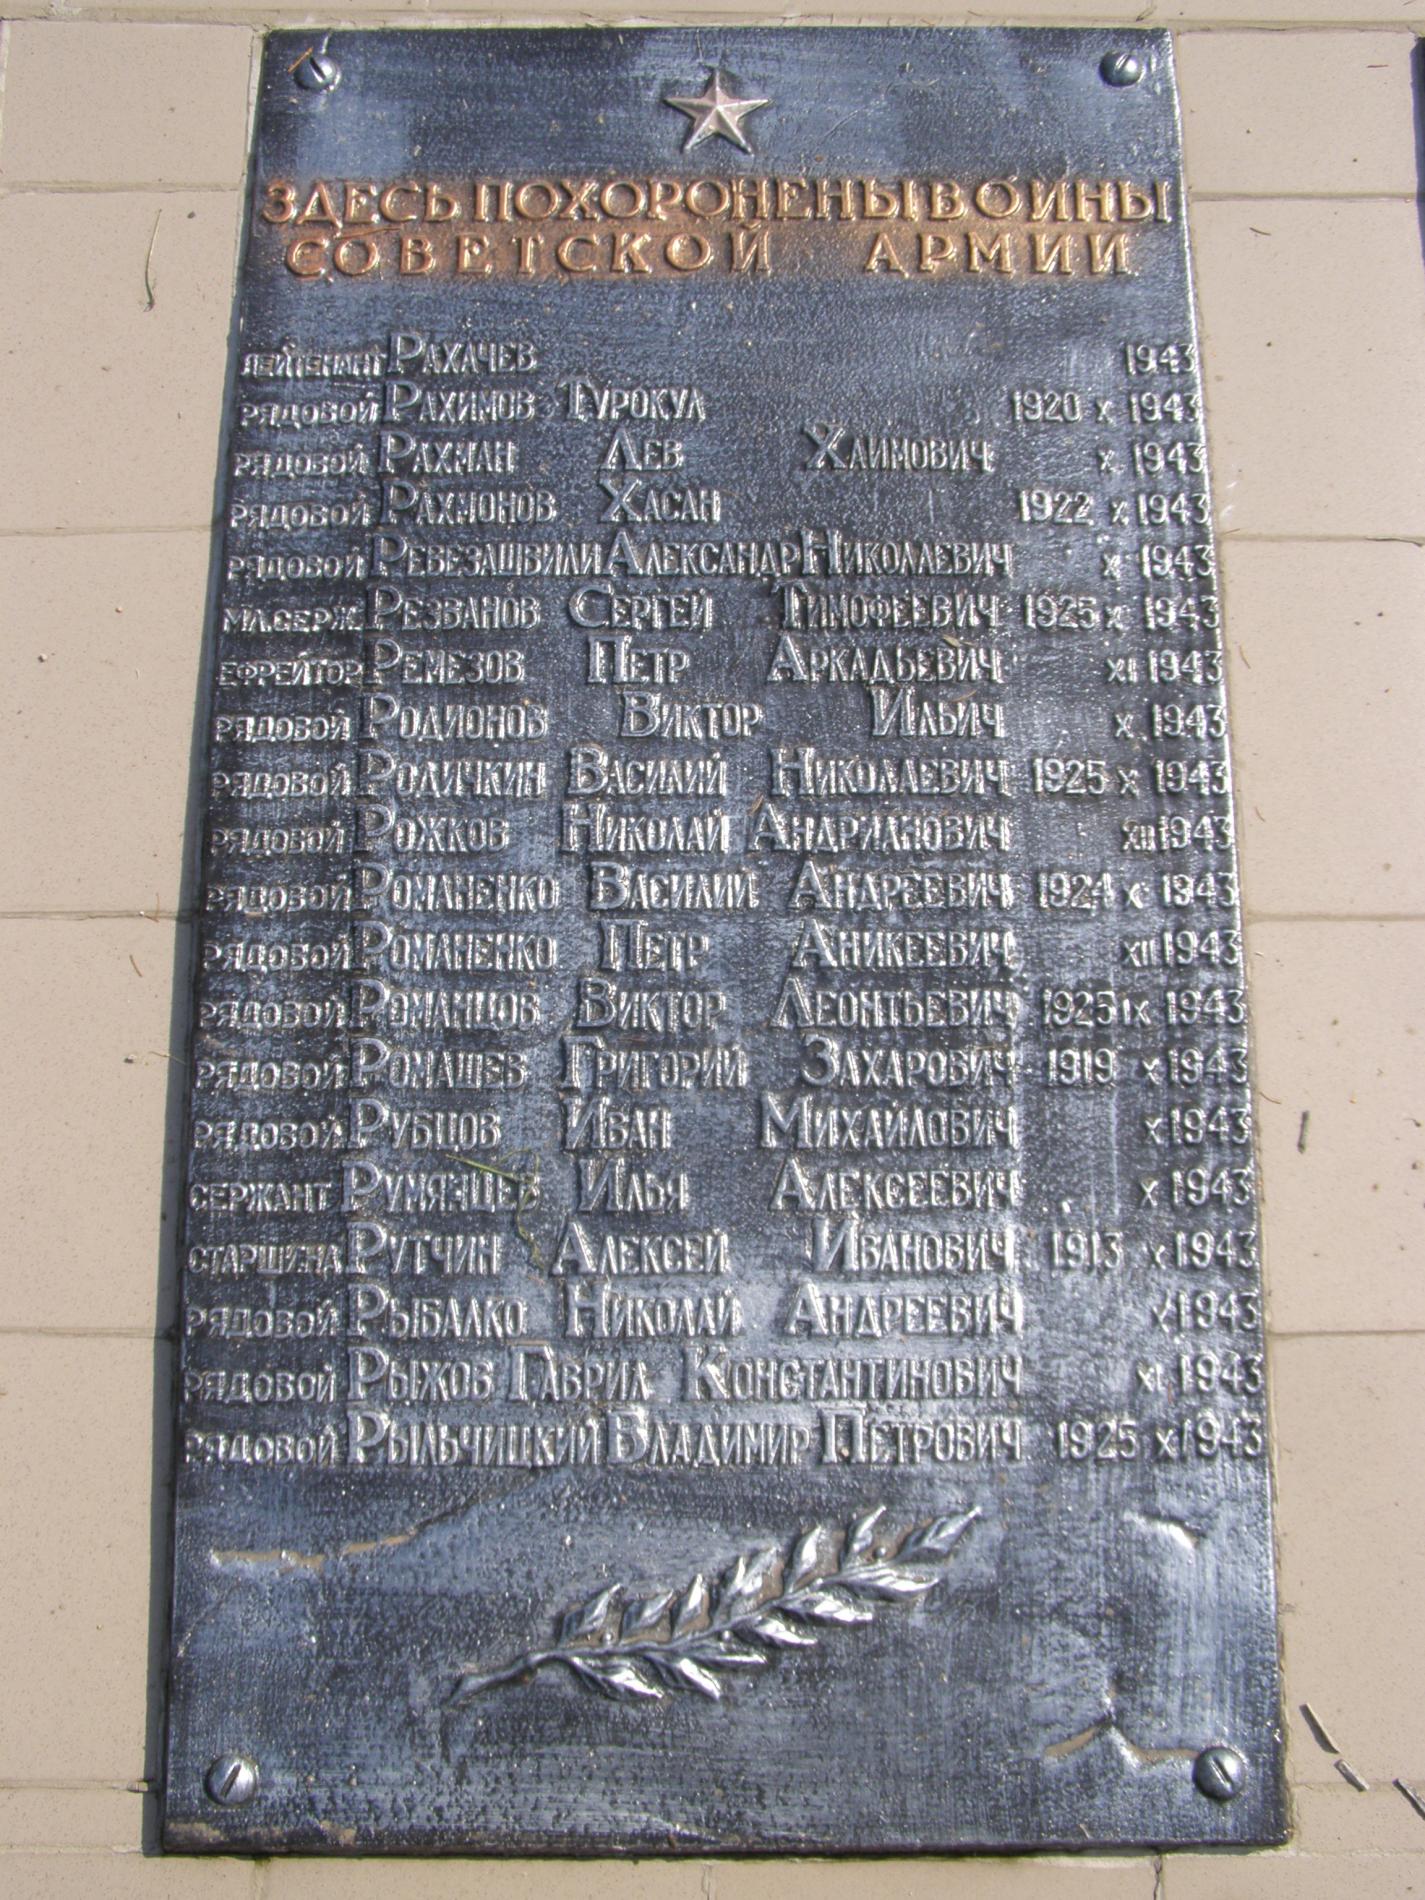 ЗДЕСЬ ПОХОРОНЕНЫ ВОИНЫ
СОВЕТСКОЙ АРМИИ
ЛЕЙТЕНАНТ РАХАЧЕВ 1943
РЯДОВОЙ РАХИМОВ ТУРОКУЛ 1920 X 1943
РЯДОВОЙ РАХМАН ЛЕВ ХАИМОВИЧ X 1943
РЯДОВОЙ РАХМОНОВ ХАСАН 1922 X 1943
РЯДОВОЙ РЕВЕЗАШВИЛИ АЛЕКСАНДР НИКОЛАЕВИЧ X 1943
МЛ.СЕРЖ. РЕЗВАНОВ СЕРГЕЙ ТИМОФЕЕВИЧ 1925 X 1943
ЕФРЕЙТОР РЕМЕЗОВ ПЕТР АРКАДЬЕВИЧ XI 1943
РЯДОВОЙ РОДИОНОВ ВИКТОР ИЛЬИЧ X 1943
РЯДОВОЙ РОДИЧКИН ВАСИЛИЙ НИКОЛАЕВИЧ 1925 X 1943
РЯДОВОЙ РОЖКОВ НИКОЛАЙ АНДРИАНОВИЧ XII 1943
РЯДОВОЙ РОМАНЕНКО ВАСИЛИЙ АНДРЕЕВИЧ 1924 X 1943
РЯДОВОЙ РОМАНЕНКО ПЕТР АНИКЕЕВИЧ XII 1943
РЯДОВОЙ РОМАНЦОВ ВИКТОР ЛЕОНТЬЕВИЧ 1925 IX 1943
РЯДОВОЙ РОМАШЕВ ГРИГОРИЙ ЗАХАРОВИЧ 1919 X 1943
РЯДОВОЙ РУБЦОВ ИВАН МИХАЙЛОВИЧ X 1943
СЕРЖАНТ РУМЯНЦЕВ ИЛЬЯ АЛЕКСЕЕВИЧ X 1943
СТАРШИНА РУТЧИН АЛЕКСЕЙ ИВАНОВИЧ 1913 X 1943
РЯДОВОЙ РЫБАЛКО НИКОЛАЙ АНДРЕЕВИЧ 1943
РЯДОВОЙ РЫЖОВ ГАВРИЛ КОНСТАНТИНОВИЧ XI 1943
РЯДОВОЙ РЫЛЬЧИЦКИЙ ВЛАДИМИР ПЕТРОВИЧ 1925 X 1943